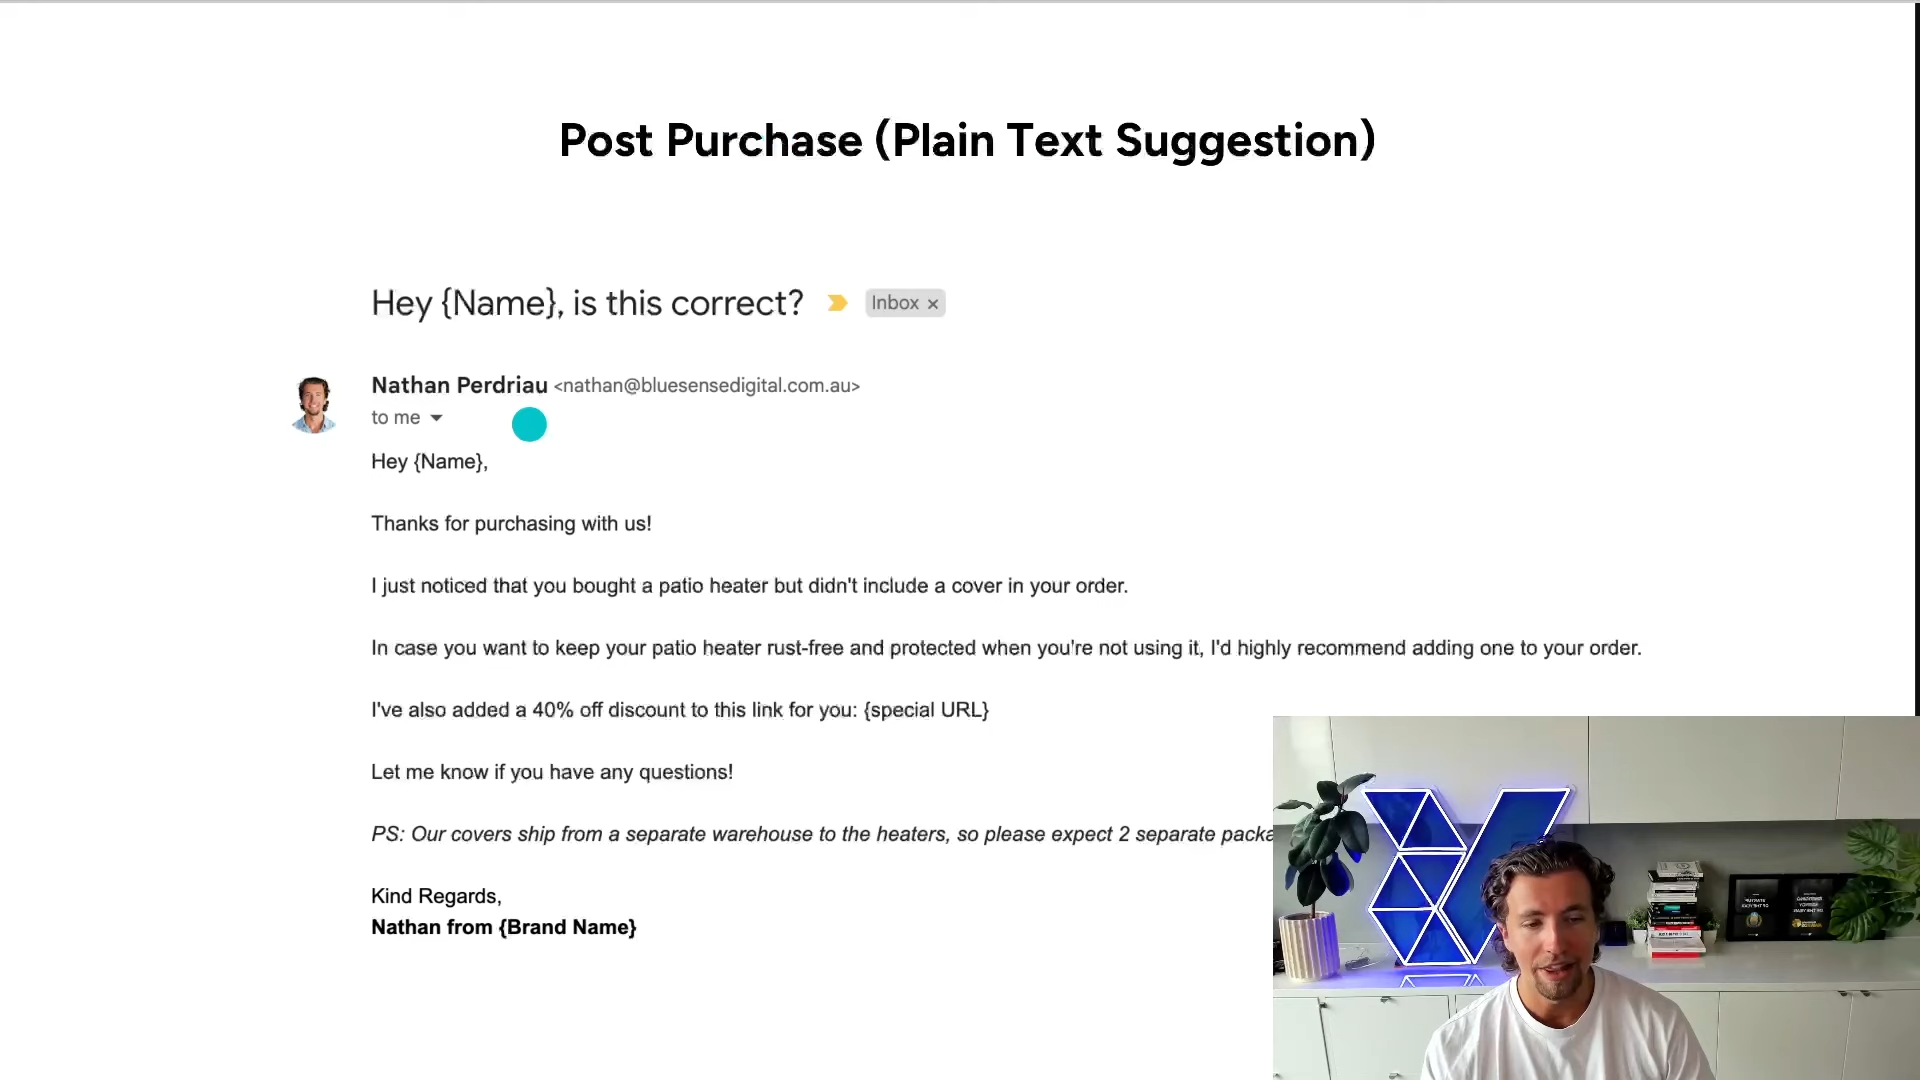 Post Purchase (Plain Text Suggestion)
Hey {Name}, is this correct?
Inbox ×
Nathan Perdriau <nathan@bluesensedigital.com.au>
to me
Hey {Name},
Thanks for purchasing with us!
I just noticed that you bought a patio heater but didn't include a cover in your order.
In case you want to keep your patio heater rust-free and protected when you're not using it, I'd highly recommend adding one to your order.
I've also added a 40% off discount to this link for you: {special URL}
Let me know if you have any questions!
PS: Our covers ship from a separate warehouse to the heaters, so please expect 2 separate
Kind Regards,
Nathan from {Brand Name}